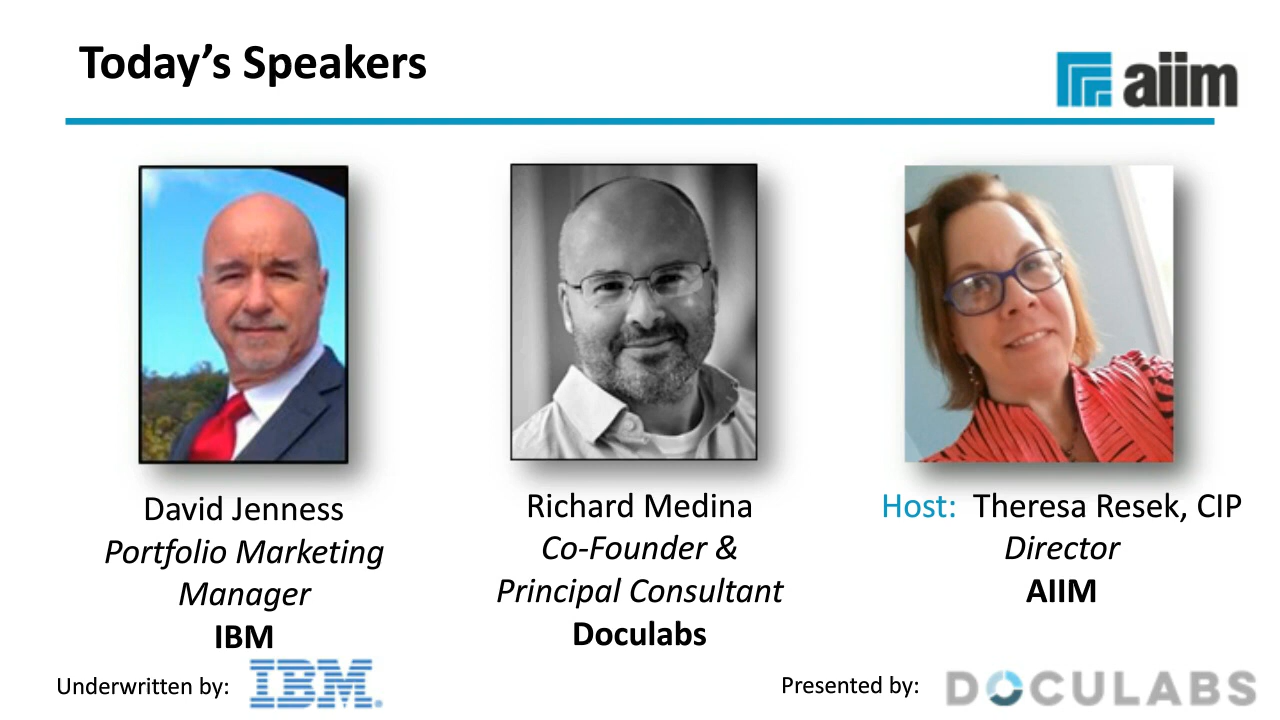 Today’s Speakers
aiim
David Jenness
Portfolio Marketing
Manager
IBM
Richard Medina
Co-Founder &
Principal Consultant
Doculabs
Host: Theresa Resek, CIP
Director
AIIM
Underwritten by: IBM.
Presented by: DOCULABS